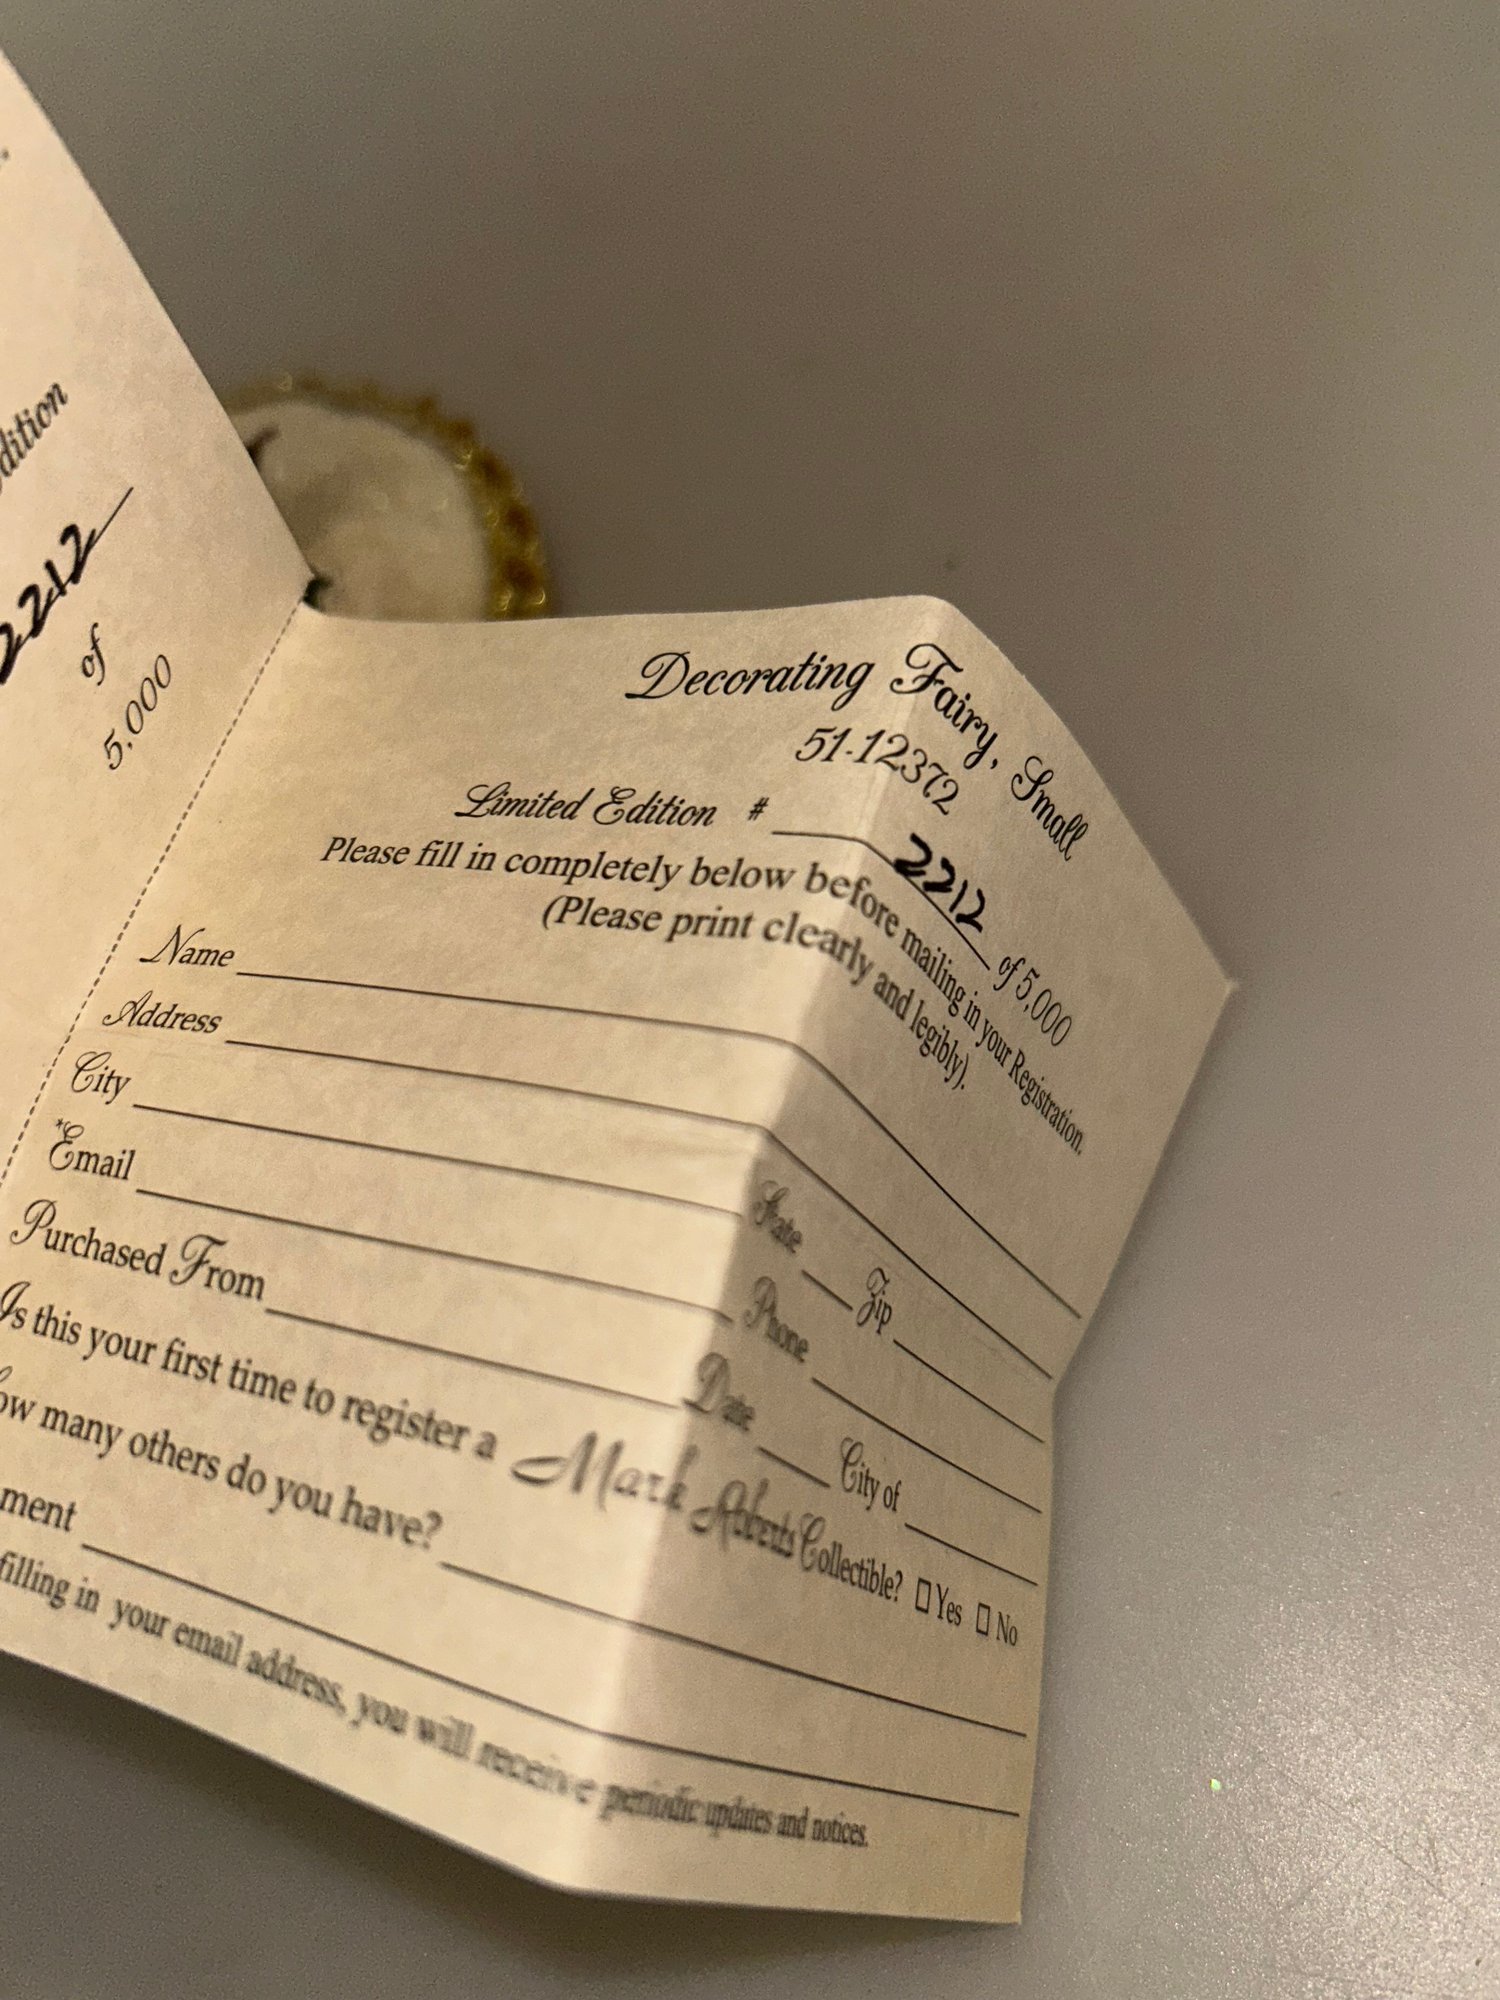 dition
2212
of
5,000
Decorating Fairy, Small
51-12372
Limited Edition # 2212 of 5,000
Please fill in completely below before mailing in your Registration.
(Please print clearly and legibly).
Name
Address
City State Zip
*Email Phone
Purchased From Date City of
Is this your first time to register a Mark Roberts Collectible? ☐ Yes ☐ No
ow many others do you have?
ment
filling in your email address, you will receive periodic updates and notices.